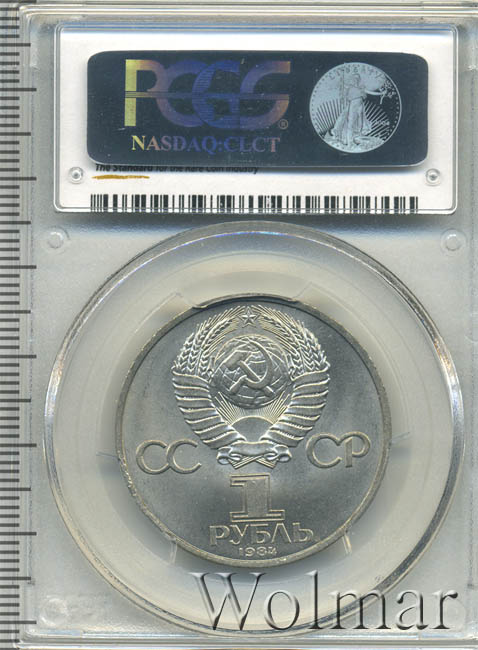 PCGS
®
NASDAQ:CLCT
The Standard for the Rare Coin Industry
СС СР
1
РУБЛЬ
1984
Wolmar